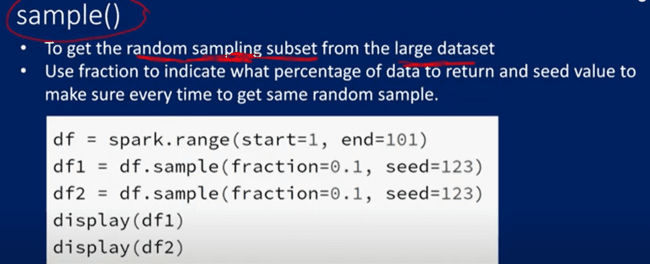 sample()
• To get the random sampling subset from the large dataset
• Use fraction to indicate what percentage of data to return and seed value to
make sure every time to get same random sample.
df = spark.range(start=1, end=101)
df1 = df.sample(fraction=0.1, seed=123)
df2 = df.sample(fraction=0.1, seed=123)
display(df1)
display(df2)